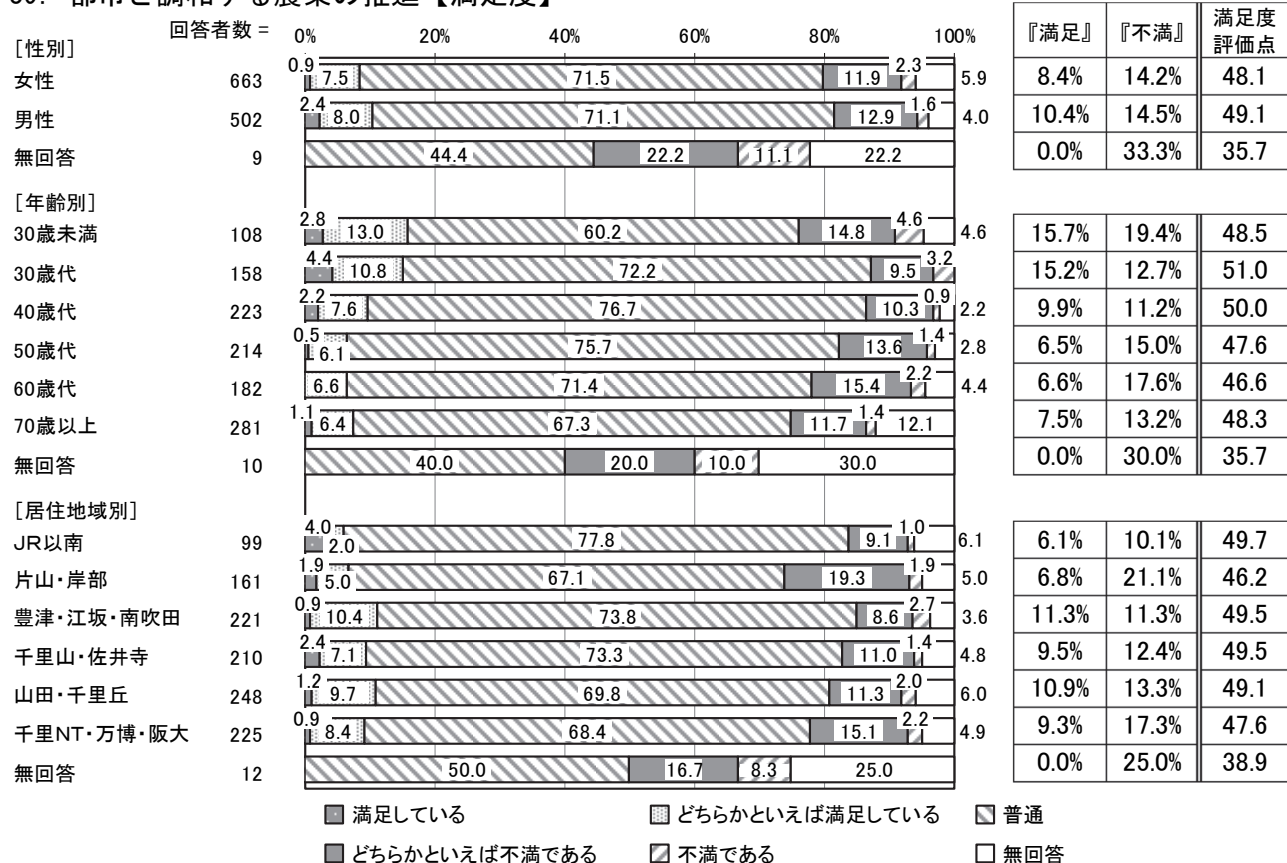 都市と調和する農業の推進【満足度】
回答者数 = 0% 20% 40% 60% 80% 100% 『満足』 『不満』 満足度評価点
[性別]
女性 663 0.9 7.5 71.5 11.9 2.3 5.9 8.4% 14.2% 48.1
男性 502 2.4 8.0 71.1 12.9 1.6 4.0 10.4% 14.5% 49.1
無回答 9 44.4 22.2 11.1 22.2 0.0% 33.3% 35.7
[年齢別]
30歳未満 108 2.8 13.0 60.2 14.8 4.6 4.6 15.7% 19.4% 48.5
30歳代 158 4.4 10.8 72.2 9.5 3.2 15.2% 12.7% 51.0
40歳代 223 2.2 7.6 76.7 10.3 0.9 2.2 9.9% 11.2% 50.0
50歳代 214 0.5 6.1 75.7 13.6 1.4 2.8 6.5% 15.0% 47.6
60歳代 182 6.6 71.4 15.4 2.2 4.4 6.6% 17.6% 46.6
70歳以上 281 1.1 6.4 67.3 11.7 1.4 12.1 7.5% 13.2% 48.3
無回答 10 40.0 20.0 10.0 30.0 0.0% 30.0% 35.7
[居住地域別]
JR以南 99 4.0 2.0 77.8 9.1 1.0 6.1 6.1% 10.1% 49.7
片山・岸部 161 1.9 5.0 67.1 19.3 1.9 5.0 6.8% 21.1% 46.2
豊津・江坂・南吹田 221 0.9 10.4 73.8 8.6 2.7 3.6 11.3% 11.3% 49.5
千里山・佐井寺 210 2.4 7.1 73.3 11.0 1.4 4.8 9.5% 12.4% 49.5
山田・千里丘 248 1.2 9.7 69.8 11.3 2.0 6.0 10.9% 13.3% 49.1
千里NT・万博・阪大 225 0.9 8.4 68.4 15.1 2.2 4.9 9.3% 17.3% 47.6
無回答 12 50.0 16.7 8.3 25.0 0.0% 25.0% 38.9
満足している どちらかといえば満足している 普通
どちらかといえば不満である 不満である 無回答